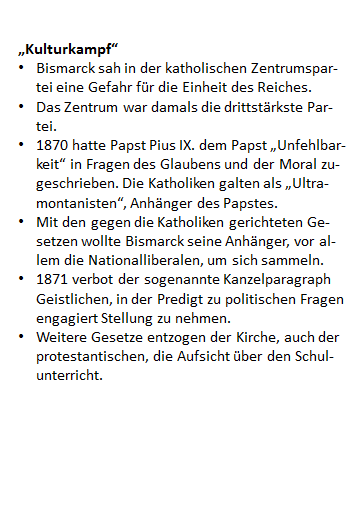 „Kulturkampf“
• Bismarck sah in der katholischen Zentrumspar-
tei eine Gefahr für die Einheit des Reiches.
• Das Zentrum war damals die drittstärkste Par-
tei.
• 1870 hatte Papst Pius IX. dem Papst „Unfehlbar-
keit“ in Fragen des Glaubens und der Moral zu-
geschrieben. Die Katholiken galten als „Ultra-
montanisten“, Anhänger des Papstes.
• Mit den gegen die Katholiken gerichteten Ge-
setzen wollte Bismarck seine Anhänger, vor al-
lem die Nationalliberalen, um sich sammeln.
• 1871 verbot der sogenannte Kanzelparagraph
Geistlichen, in der Predigt zu politischen Fragen
engagiert Stellung zu nehmen.
• Weitere Gesetze entzogen der Kirche, auch der
protestantischen, die Aufsicht über den Schul-
unterricht.